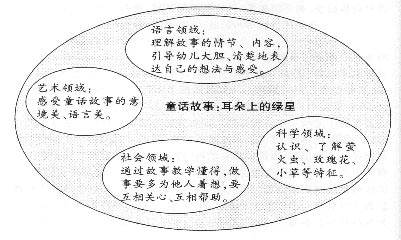 语言领域:
理解故事的情节、内容,
引导幼儿大胆、清楚地表
达自己的想法与感受。
艺术领域:
感受童话故事的意
境美、语言美。
童话故事:耳朵上的绿星
科学领域:
认识、了解萤
火虫、玫瑰花、
小草等特征。
社会领域:
通过故事教学懂得,做
事要多为他人着想,要
互相关心、互相帮助。